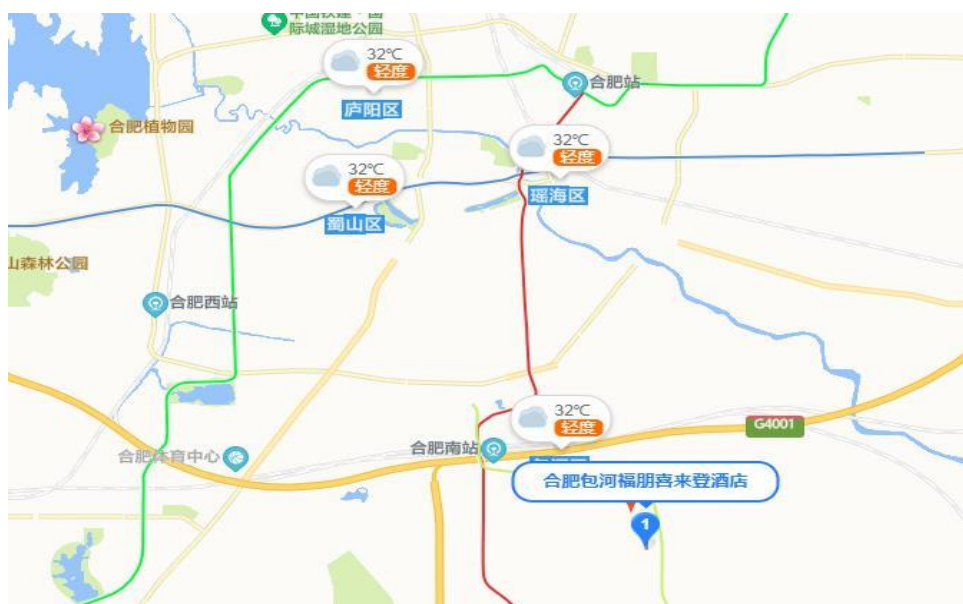 际城湿地公园
32℃
轻度
合肥站
庐阳区
合肥植物园
32℃
轻度
32℃
轻度
瑶海区
蜀山区
山森林公园
合肥西站
32℃
轻度
G4001
合肥南站
合肥体育中心
合肥包河福朋喜来登酒店
1